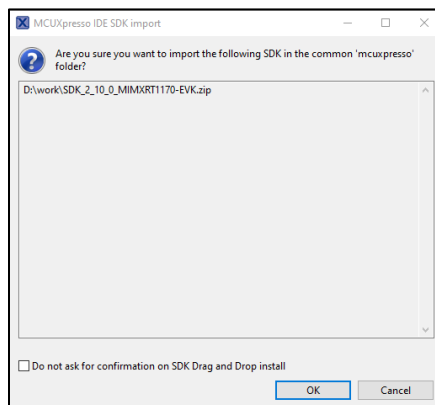 MCUXpresso IDE SDK import
Are you sure you want to import the following SDK in the common 'mcuxpresso'
folder?
D:\work\SDK_2_10_0_MIMXRT1170-EVK.zip
Do not ask for confirmation on SDK Drag and Drop install
OK
Cancel